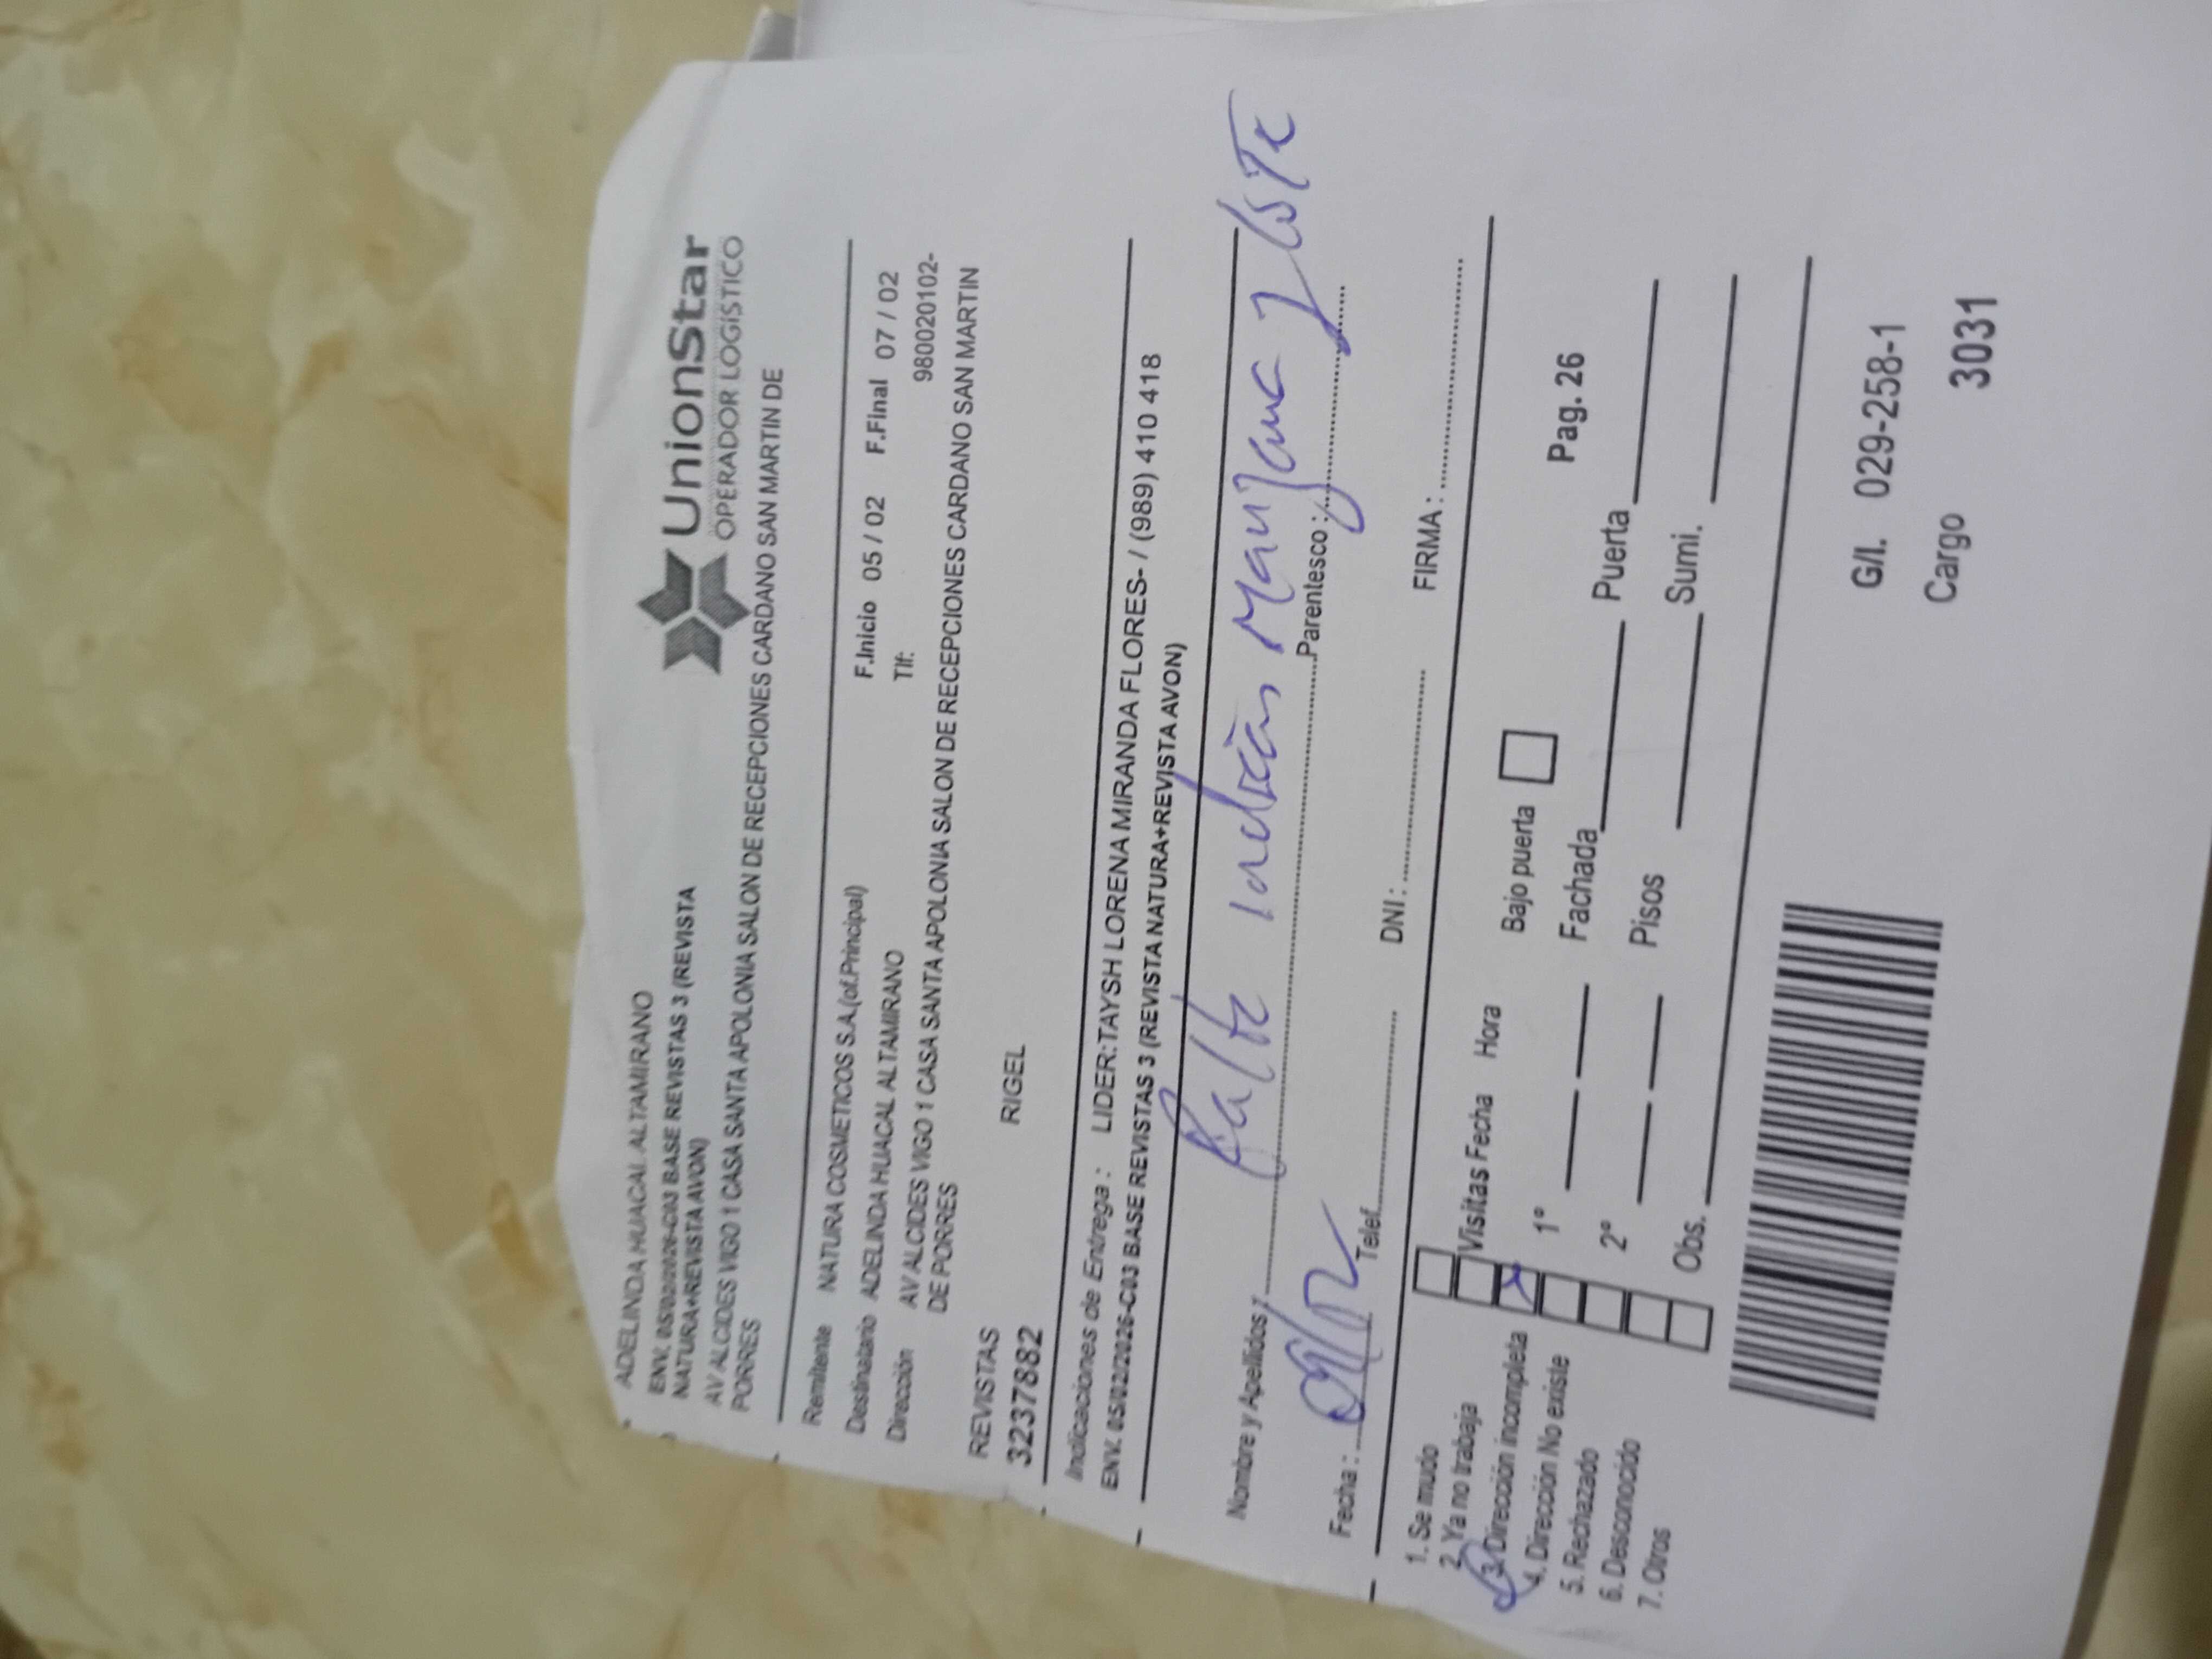 ADELINDA HUACAL ALTAMIRANO
ENV. 05/02/2026-C03 BASE REVISTAS 3 (REVISTA
NATURA+REVISTA AVON)
UnionStar
OPERADOR LOGÍSTICO
AV ALCIDES VIGO 1 CASA SANTA APOLONIA SALON DE RECEPCIONES CARDANO SAN MARTIN DE
PORRES
Remitente NATURA COSMETICOS S.A.(of.Principal)
Destinatario ADELINDA HUACAL ALTAMIRANO F.Inicio 05 / 02 F.Final 07 / 02
Tlf: 980020102-
Dirección AV ALCIDES VIGO 1 CASA SANTA APOLONIA SALON DE RECEPCIONES CARDANO SAN MARTIN
DE PORRES
REVISTAS RIGEL
3237882
Indicaciones de Entrega : LIDER:TAYSH LORENA MIRANDA FLORES- / (989) 410 418
ENV. 05/02/2026-C03 BASE REVISTAS 3 (REVISTA NATURA+REVISTA AVON)
Falta indicar Manzana y lote
Nombre y Apellidos : Parentesco :
Fecha : Telef. DNI : FIRMA :
1. Se mudo
2. Ya no trabaja
3. Dirección incompleta
4. Dirección No existe
5. Rechazado
6. Desconocido
7. Otros
Visitas Fecha Hora Bajo puerta Pag. 26
1° Fachada Puerta
2° Pisos Sumi.
Obs.
G/I. 029-258-1
Cargo 3031